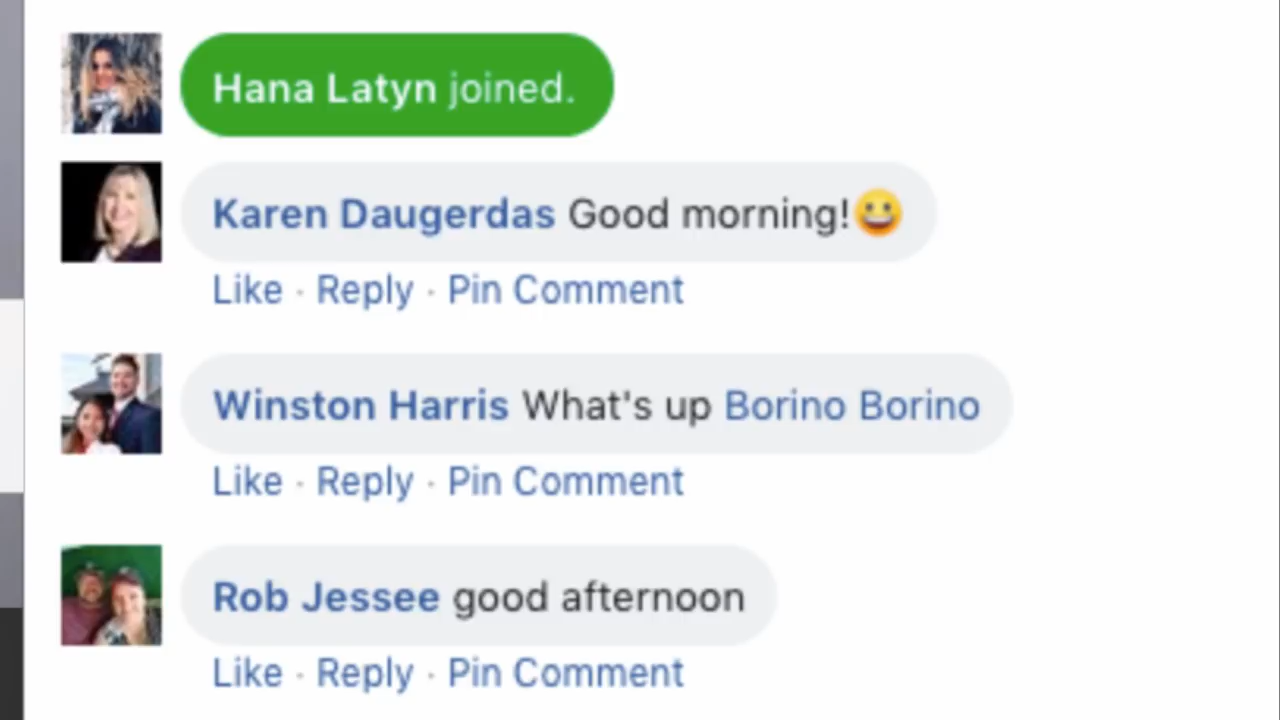 Hana Latyn joined.
Karen Daugerdas Good morning!😀
Like · Reply · Pin Comment
Winston Harris What's up Borino Borino
Like · Reply · Pin Comment
Rob Jessee good afternoon
Like · Reply · Pin Comment